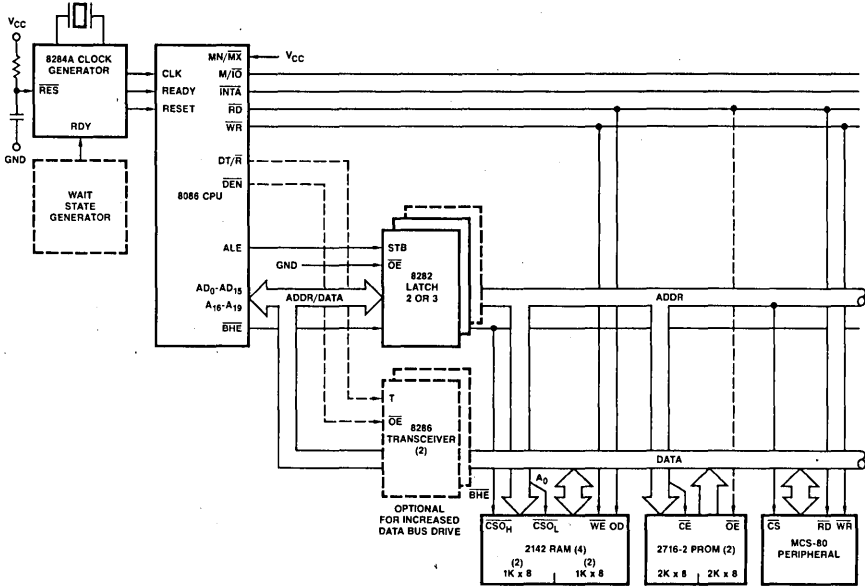 VCC
8284A CLOCK
GENERATOR
RES
RDY
GND
WAIT
STATE
GENERATOR
CLK
READY
RESET
8086 CPU
MN/MX
VCC
M/IO
INTA
RD
WR
DT/R
DEN
ALE
AD0-AD15
A16-A19
BHE
ADDR/DATA
GND
STB
OE
8282
LATCH
2 OR 3
ADDR
T
OE
8286
TRANSCEIVER
(2)
BHE
OPTIONAL
FOR INCREASED
DATA BUS DRIVE
DATA
A0
CSOH CSOL WE OD
2142 RAM (4)
(2) (2)
1K x 8 1K x 8
CE OE
2716-2 PROM (2)
2K x 8 2K x 8
CS RD WR
MCS-80
PERIPHERAL